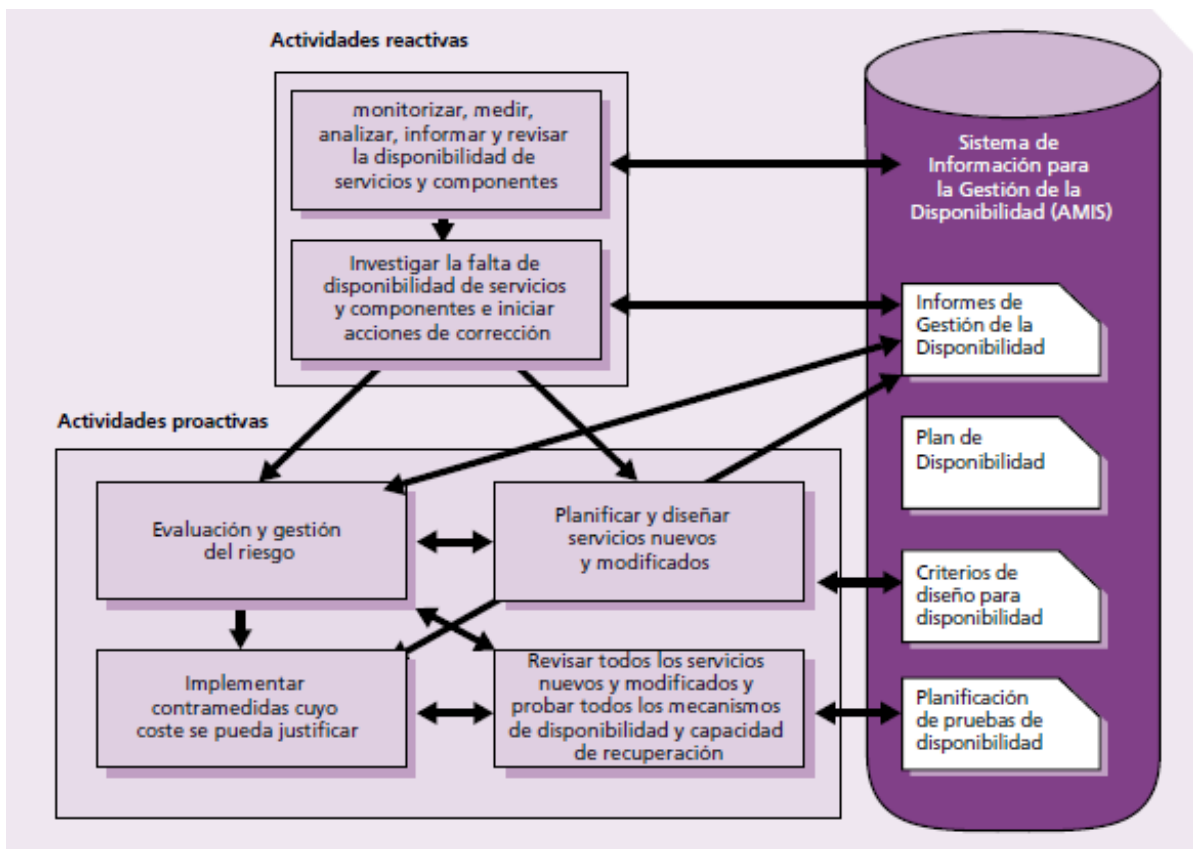 Actividades reactivas
monitorizar, medir,
analizar, informar y revisar
la disponibilidad de
servicios y componentes
Investigar la falta de
disponibilidad de servicios
y componentes e iniciar
acciones de corrección
Actividades proactivas
Evaluación y gestión
del riesgo
Planificar y diseñar
servicios nuevos
y modificados
Implementar
contramedidas cuyo
coste se pueda justificar
Revisar todos los servicios
nuevos y modificados y
probar todos los mecanismos
de disponibilidad y capacidad
de recuperación
Sistema de
Información para
la Gestión de la
Disponibilidad (AMIS)
Informes de
Gestión de la
Disponibilidad
Plan de
Disponibilidad
Criterios de
diseño para
disponibilidad
Planificación
de pruebas de
disponibilidad